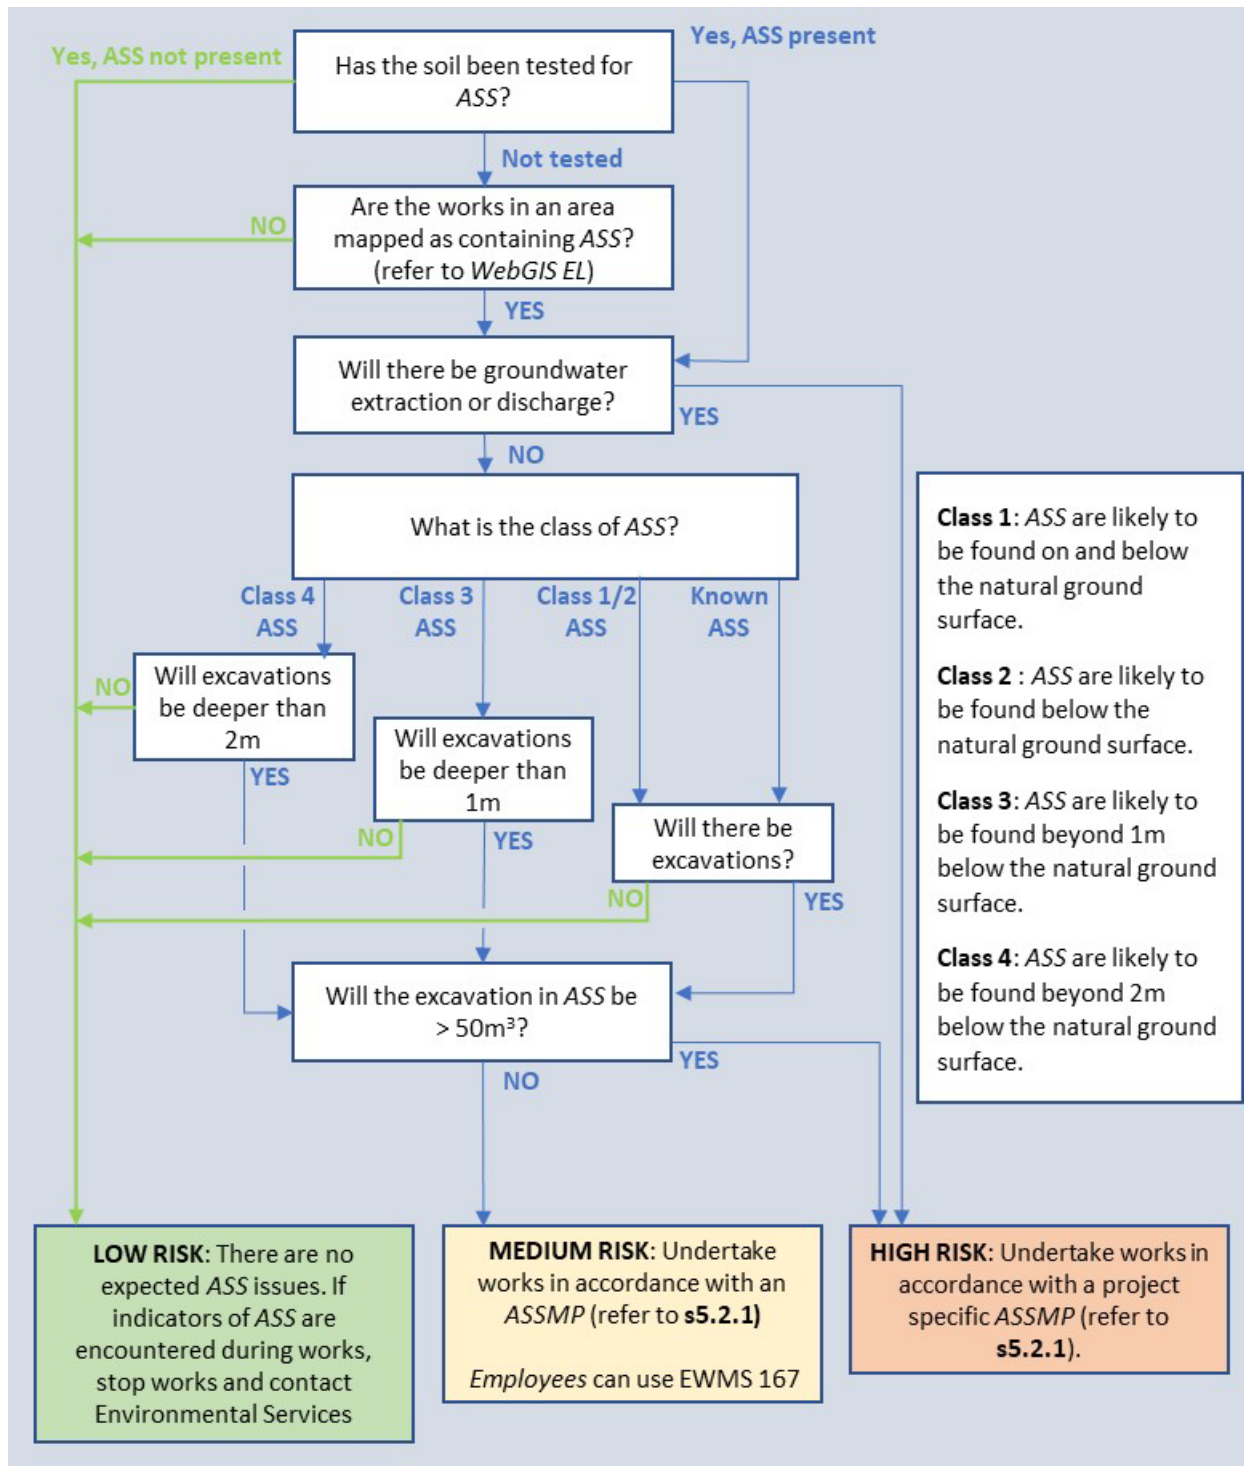 Yes, ASS not present
Yes, ASS present
Has the soil been tested for
ASS?
Not tested
Are the works in an area
mapped as containing ASS?
(refer to WebGIS EL)
NO
YES
Will there be groundwater
extraction or discharge?
YES
NO
What is the class of ASS?
Class 4
ASS
Class 3
ASS
Class 1/2
ASS
Known
ASS
Will excavations
be deeper than
2m
NO
YES
Will excavations
be deeper than
1m
NO
YES
Will there be
excavations?
NO
YES
Will the excavation in ASS be
> 50m³?
YES
NO
Class 1: ASS are likely to
be found on and below
the natural ground
surface.
Class 2 : ASS are likely to
be found below the
natural ground surface.
Class 3: ASS are likely to
be found beyond 1m
below the natural ground
surface.
Class 4: ASS are likely to
be found beyond 2m
below the natural ground
surface.
LOW RISK: There are no
expected ASS issues. If
indicators of ASS are
encountered during works,
stop works and contact
Environmental Services
MEDIUM RISK: Undertake
works in accordance with an
ASSMP (refer to s5.2.1)
Employees can use EWMS 167
HIGH RISK: Undertake works in
accordance with a project
specific ASSMP (refer to
s5.2.1).